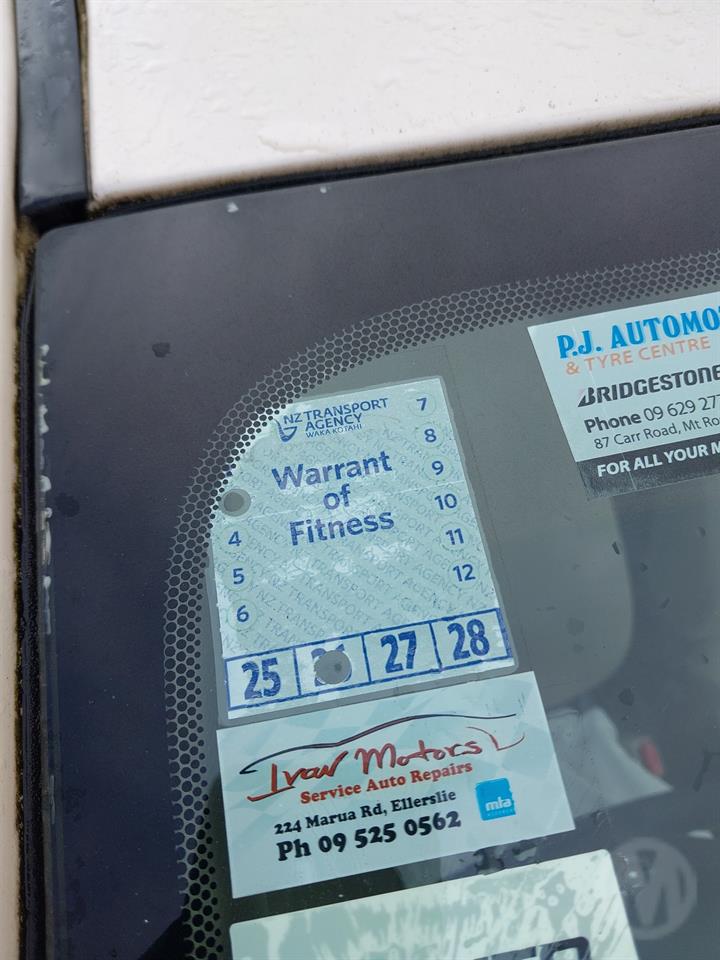 NZ TRANSPORT
AGENCY
WAKA KOTAHI
Warrant
of
Fitness
4
5
6
7
8
9
10
11
12
25 27 28
P.J. AUTOMO
& TYRE CENTRE
BRIDGESTONE
Phone 09 629 27
87 Carr Road, Mt Ro
FOR ALL YOUR M
Ivan Motors
Service Auto Repairs
224 Marua Rd, Ellerslie
Ph 09 525 0562
mta